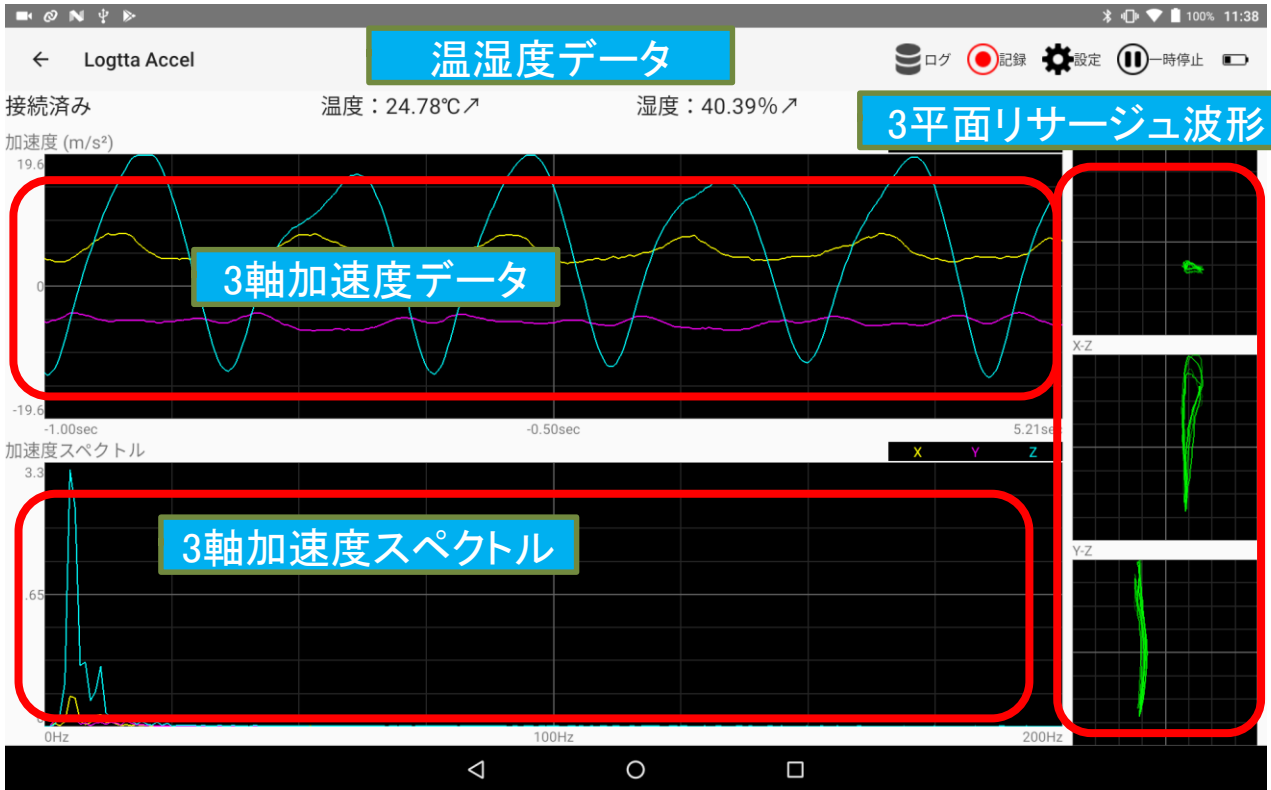 100% 11:38
Logtta Accel
温湿度データ
ログ
記録
設定
一時停止
接続済み
温度：24.78℃↗
湿度：40.39%↗
3平面リサージュ波形
加速度 (m/s²)
19.6
3軸加速度データ
0
-19.6
-1.00sec
-0.50sec
5.21se
X-Z
加速度スペクトル
X Y Z
3.3
3軸加速度スペクトル
.65
Y-Z
0Hz
100Hz
200Hz